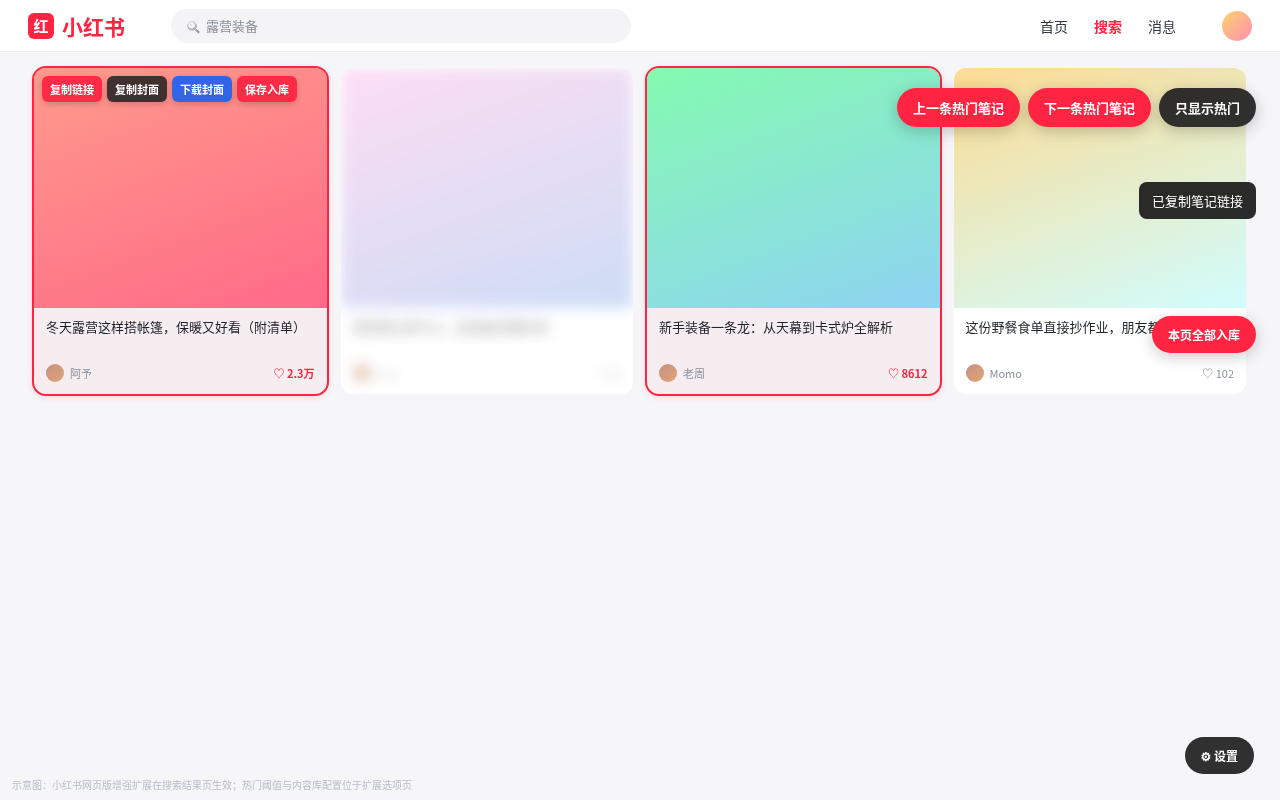 红 小红书
露营装备
首页 搜索 消息
复制链接 复制封面 下载封面 保存入库
上一条热门笔记 下一条热门笔记 只显示热门
已复制笔记链接
冬天露营这样搭帐篷，保暖又好看（附清单）
新手装备一条龙：从天幕到卡式炉全解析
这份野餐食单直接抄作业，朋友
本页全部入库
阿予 ♡ 2.3万
老周 ♡ 8612
Momo ♡ 102
⚙ 设置
示意图：小红书网页版增强扩展在搜索结果页生效；热门阈值与内容库配置位于扩展选项页